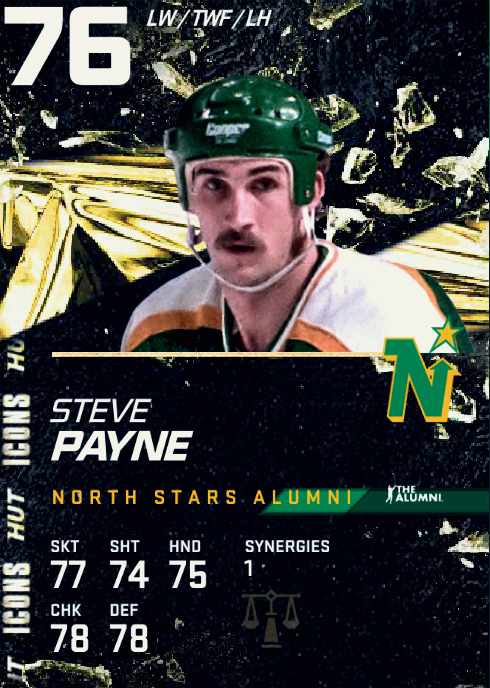 76
LW / TWF / LH
Cooper
N
STEVE
PAYNE
NORTH STARS ALUMNI
THE
ALUMNI
SKT SHT HND SYNERGIES
77 74 75 1
CHK DEF
78 78
HUT
ICONS
HUT
ICONS